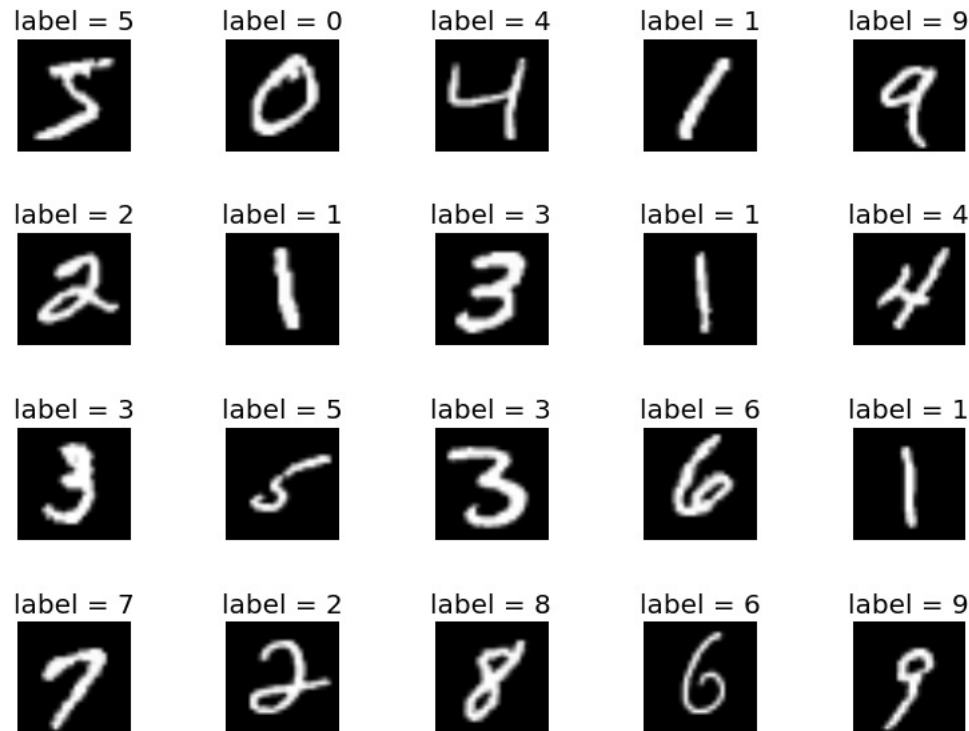 label = 5 label = 0 label = 4 label = 1 label = 9
5 0 4 1 9
label = 2 label = 1 label = 3 label = 1 label = 4
2 1 3 1 4
label = 3 label = 5 label = 3 label = 6 label = 1
3 5 3 6 1
label = 7 label = 2 label = 8 label = 6 label = 9
7 2 8 6 9